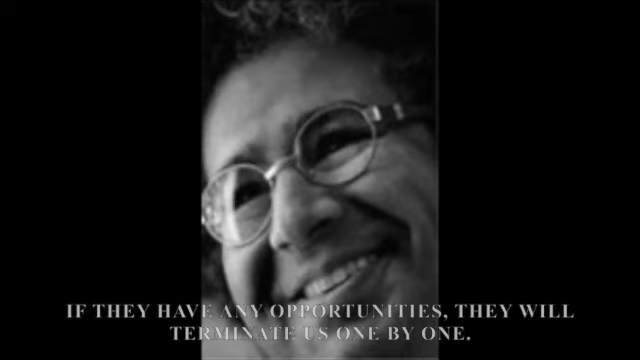 IF THEY HAVE ANY OPPORTUNITIES, THEY WILL
TERMINATE US ONE BY ONE.